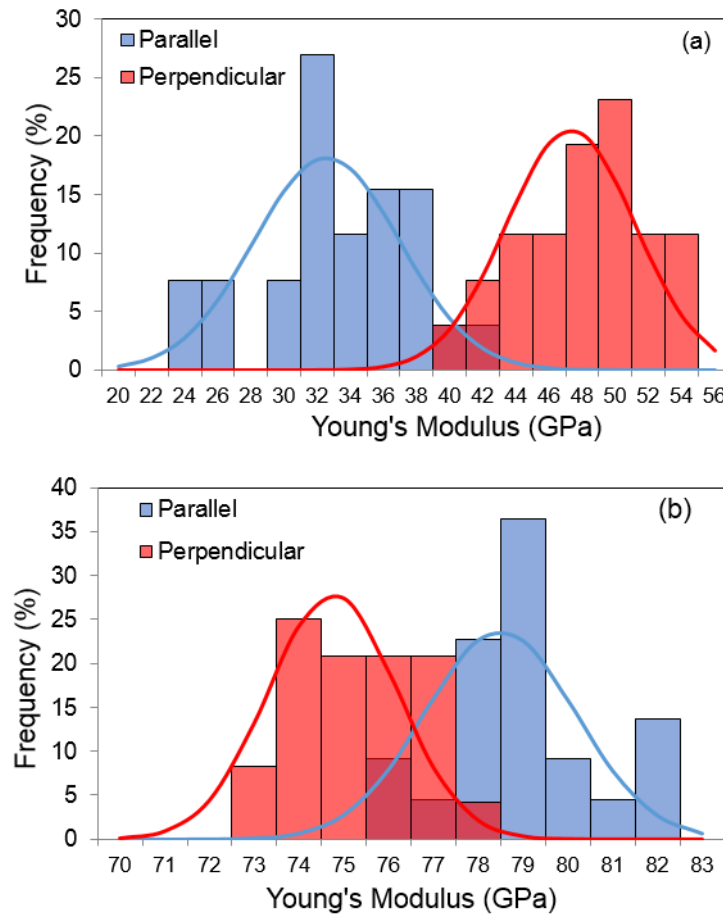 30
Parallel
(a)
Perpendicular
25
20
15
10
5
0
Frequency (%)
20 22 24 26 28 30 32 34 36 38 40 42 44 46 48 50 52 54 56
Young's Modulus (GPa)
40
Parallel
(b)
35
Perpendicular
30
25
20
15
10
5
0
Frequency (%)
70 71 72 73 74 75 76 77 78 79 80 81 82 83
Young's Modulus (GPa)